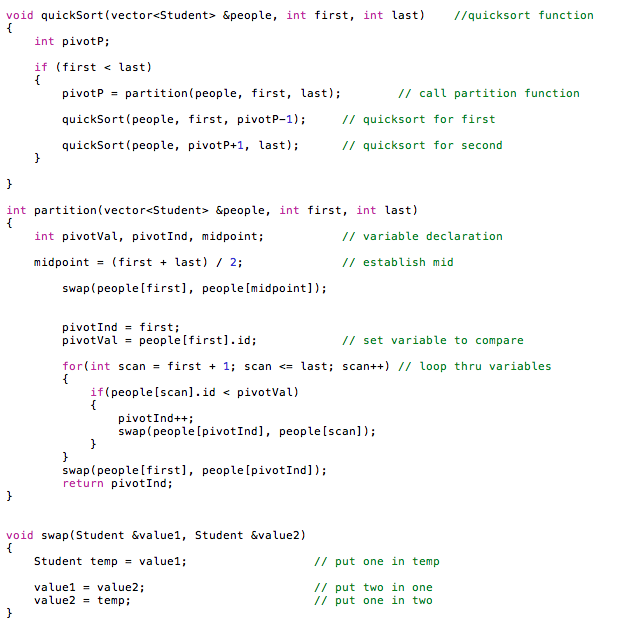 void quickSort(vector<Student> &people, int first, int last)    //quicksort function
{
    int pivotP;

    if (first < last)
    {
        pivotP = partition(people, first, last);        // call partition function

        quickSort(people, first, pivotP-1);     // quicksort for first

        quickSort(people, pivotP+1, last);      // quicksort for second
    }

}

int partition(vector<Student> &people, int first, int last)
{
    int pivotVal, pivotInd, midpoint;           // variable declaration

    midpoint = (first + last) / 2;              // establish mid

        swap(people[first], people[midpoint]);


        pivotInd = first;
        pivotVal = people[first].id;            // set variable to compare

        for(int scan = first + 1; scan <= last; scan++) // loop thru variables
        {
            if(people[scan].id < pivotVal)
            {
                pivotInd++;
                swap(people[pivotInd], people[scan]);
            }
        }
        swap(people[first], people[pivotInd]);
        return pivotInd;
}


void swap(Student &value1, Student &value2)
{
    Student temp = value1;                  // put one in temp

    value1 = value2;                        // put two in one
    value2 = temp;                          // put one in two
}